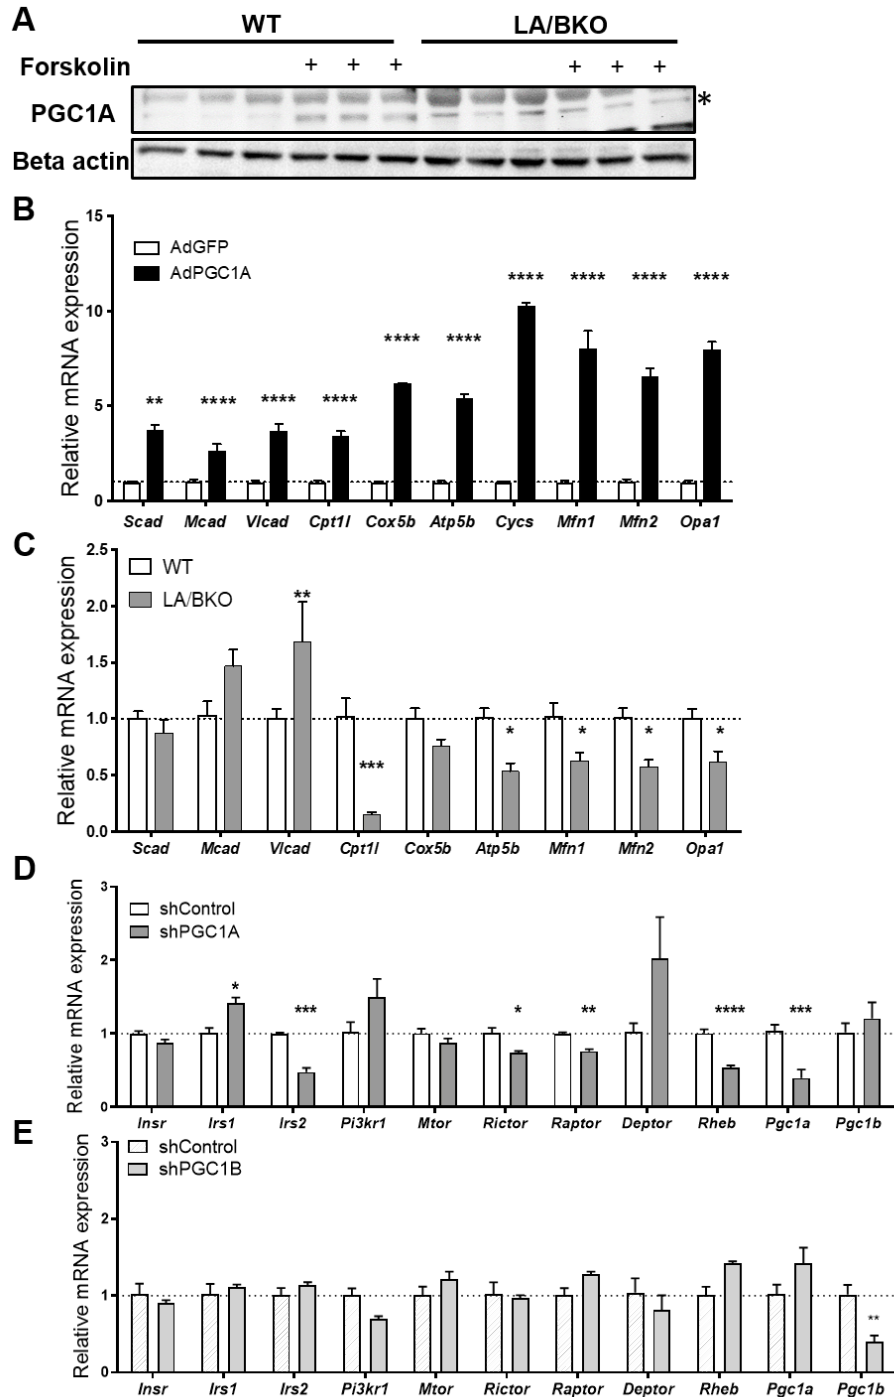 A
WT LA/BKO
Forskolin + + + + + +
PGC1A *
Beta actin
B
Relative mRNA expression
15
10
5
0
AdGFP
AdPGC1A
** **** **** **** **** **** **** **** **** ****
Scad Mcad Vlcad Cpt1l Cox5b Atp5b Cycs Mfn1 Mfn2 Opa1
C
Relative mRNA expression
2.5
2.0
1.5
1.0
0.5
0.0
WT
LA/BKO
** *** * * * *
Scad Mcad Vlcad Cpt1l Cox5b Atp5b Mfn1 Mfn2 Opa1
D
Relative mRNA expression
3
2
1
0
shControl
shPGC1A
* *** * ** **** ***
Insr Irs1 Irs2 Pi3kr1 Mtor Rictor Raptor Deptor Rheb Pgc1a Pgc1b
E
Relative mRNA expression
3
2
1
0
shControl
shPGC1B
**
Insr Irs1 Irs2 Pi3kr1 Mtor Rictor Raptor Deptor Rheb Pgc1a Pgc1b